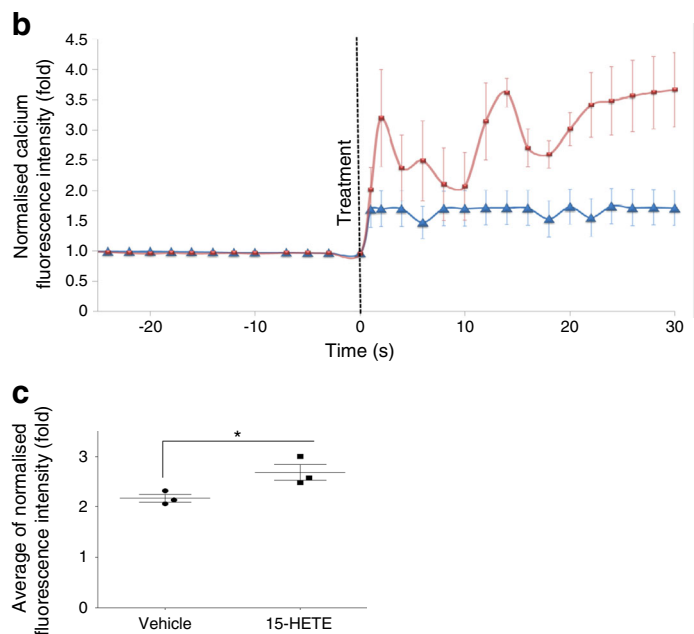 b
Normalised calcium
fluorescence intensity (fold)
4.5
4.0
3.5
3.0
2.5
2.0
1.5
1.0
0.5
0
Treatment
-20
-10
0
10
20
30
Time (s)
c
Average of normalised
fluorescence intensity (fold)
3
2
1
0
*
Vehicle
15-HETE